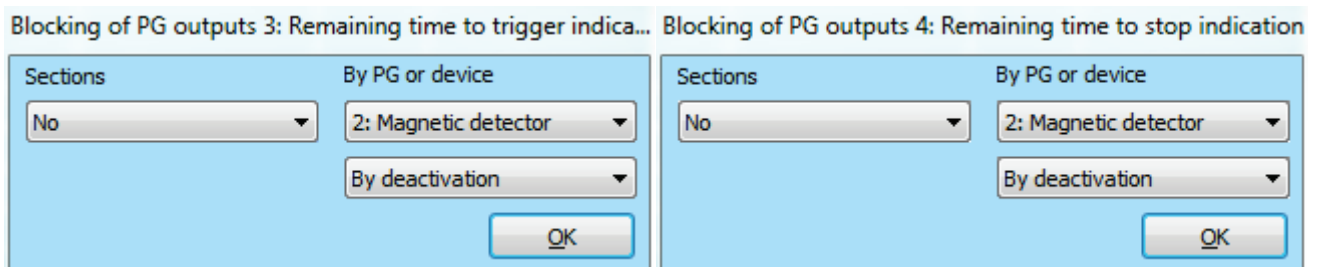 Blocking of PG outputs 3: Remaining time to trigger indica...
Sections
By PG or device
No
2: Magnetic detector
By deactivation
OK
Blocking of PG outputs 4: Remaining time to stop indication
Sections
By PG or device
No
2: Magnetic detector
By deactivation
OK